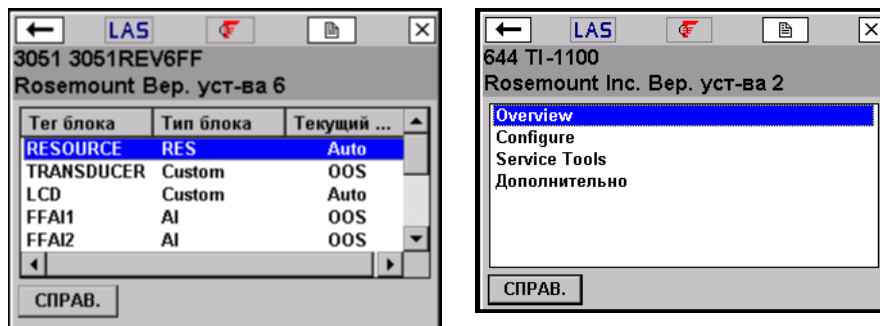 LAS
3051 3051REV6FF
Rosemount Вер. уст-ва 6
Тег блока Тип блока Текущий ...
RESOURCE RES Auto
TRANSDUCER Custom OOS
LCD Custom Auto
FFAI1 AI OOS
FFAI2 AI OOS
СПРАВ.
LAS
644 TI-1100
Rosemount Inc. Вер. уст-ва 2
Overview
Configure
Service Tools
Дополнительно
СПРАВ.